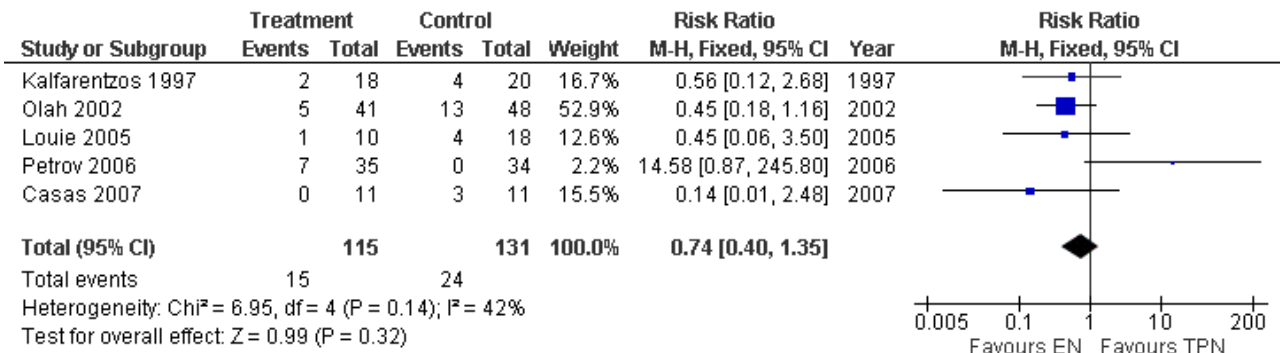 Treatment Control Risk Ratio Risk Ratio
Study or Subgroup Events Total Events Total Weight M-H, Fixed, 95% CI Year M-H, Fixed, 95% CI
Kalfarentzos 1997 2 18 4 20 16.7% 0.56 [0.12, 2.68] 1997
Olah 2002 5 41 13 48 52.9% 0.45 [0.18, 1.16] 2002
Louie 2005 1 10 4 18 12.6% 0.45 [0.06, 3.50] 2005
Petrov 2006 7 35 0 34 2.2% 14.58 [0.87, 245.80] 2006
Casas 2007 0 11 3 11 15.5% 0.14 [0.01, 2.48] 2007
Total (95% CI) 115 131 100.0% 0.74 [0.40, 1.35]
Total events 15 24
Heterogeneity: Chi² = 6.95, df = 4 (P = 0.14); I² = 42%
Test for overall effect: Z = 0.99 (P = 0.32)
0.005 0.1 1 10 200
Favours EN Favours TPN